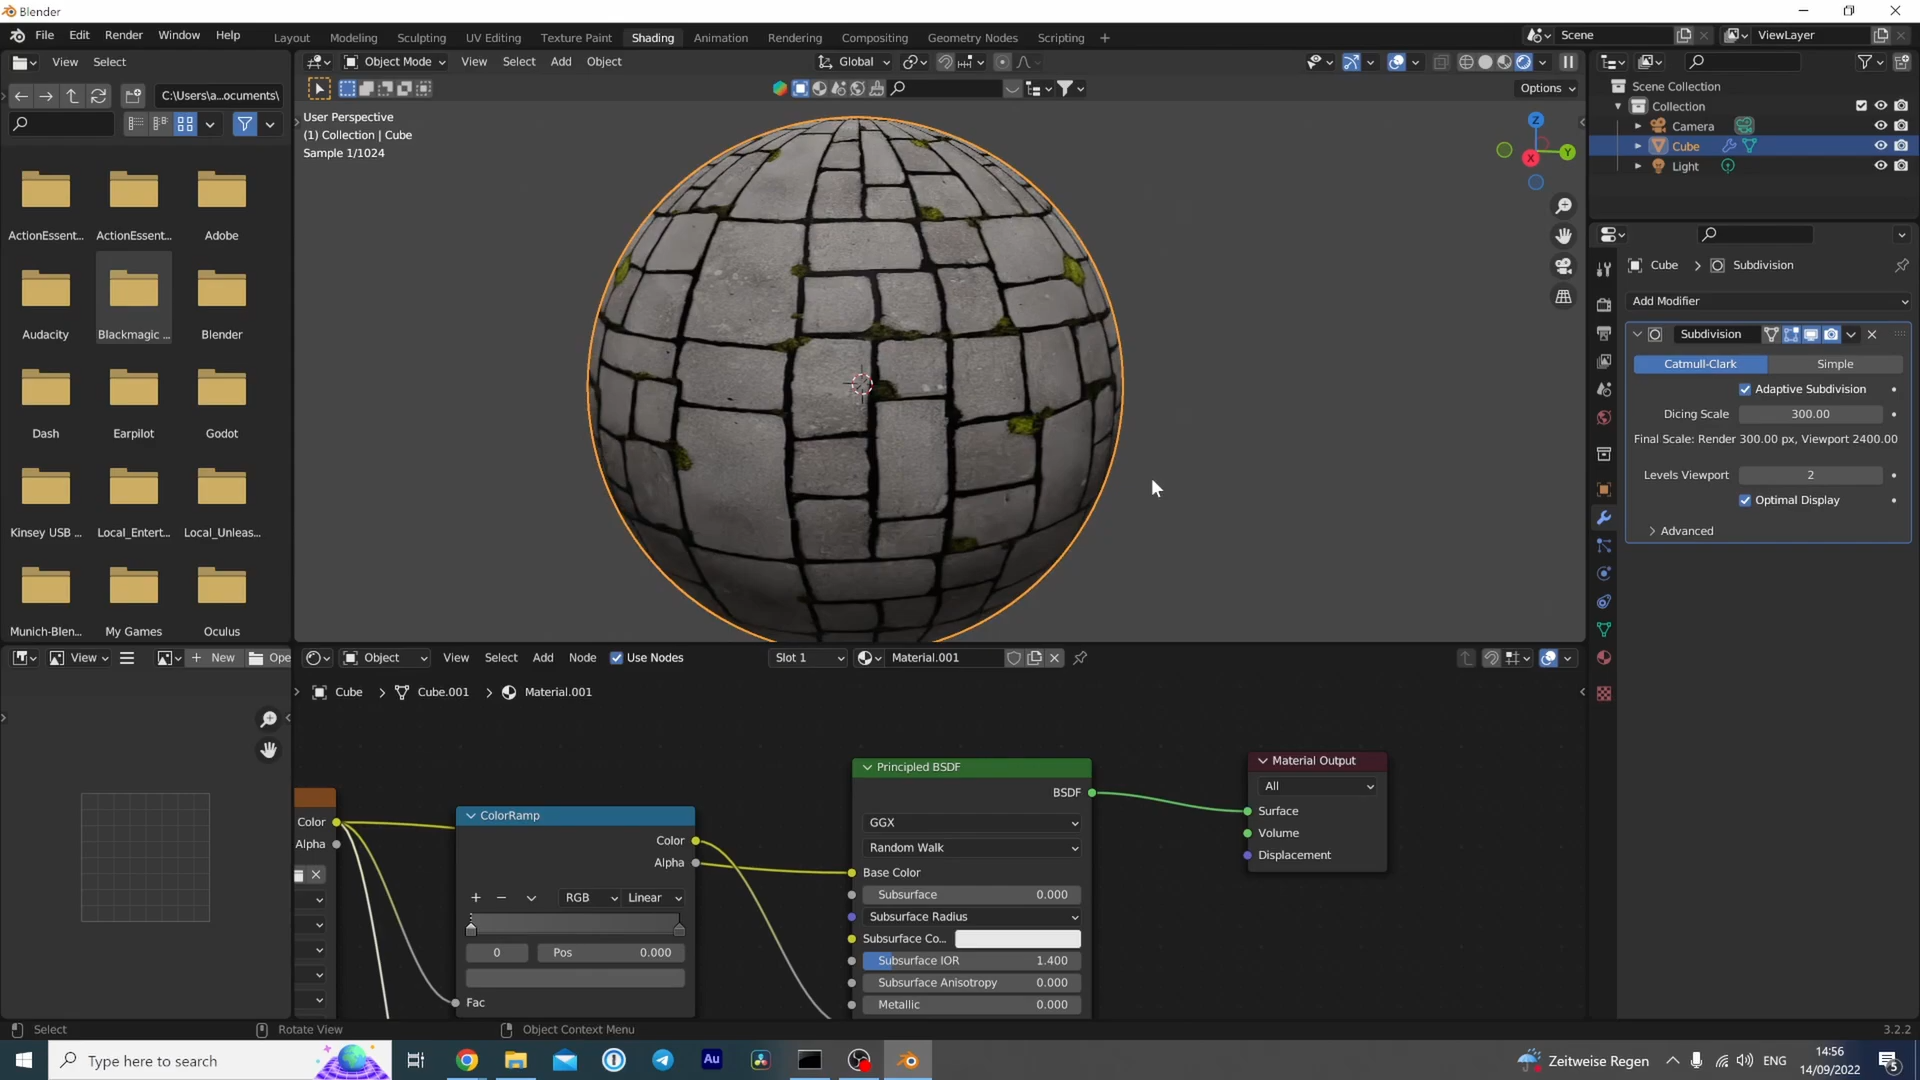 Blender
File Edit Render Window Help
Layout Modeling Sculpting UV Editing Texture Paint Shading Animation Rendering Compositing Geometry Nodes Scripting +
Scene
ViewLayer
View Select
Object Mode View Select Add Object
Global
C:\Users\a...ocuments\
Options
User Perspective
(1) Collection | Cube
Sample 1/1024
Z
Y
X
Scene Collection
Collection
Camera
Cube
Light
ActionEssent... ActionEssent... Adobe
Audacity Blackmagic ... Blender
Dash Earpilot Godot
Kinsey USB ... Local_Entert... Local_Unleas...
Munich-Blen... My Games Oculus
Cube > Subdivision
Add Modifier
Subdivision
Catmull-Clark Simple
Adaptive Subdivision
Dicing Scale 300.00
Final Scale: Render 300.00 px, Viewport 2400.00
Levels Viewport 2
Optimal Display
Advanced
View + New Ope
Object View Select Add Node Use Nodes Slot 1 Material.001
Cube > Cube.001 > Material.001
Color
Alpha
ColorRamp
Color
Alpha
+ − RGB Linear
0 Pos 0.000
Fac
Principled BSDF
BSDF
GGX
Random Walk
Base Color
Subsurface 0.000
Subsurface Radius
Subsurface Co...
Subsurface IOR 1.400
Subsurface Anisotropy 0.000
Metallic 0.000
Material Output
All
Surface
Volume
Displacement
Select Rotate View Object Context Menu 3.2.2
Type here to search
Au
Zeitweise Regen
ENG
14:56
14/09/2022
5